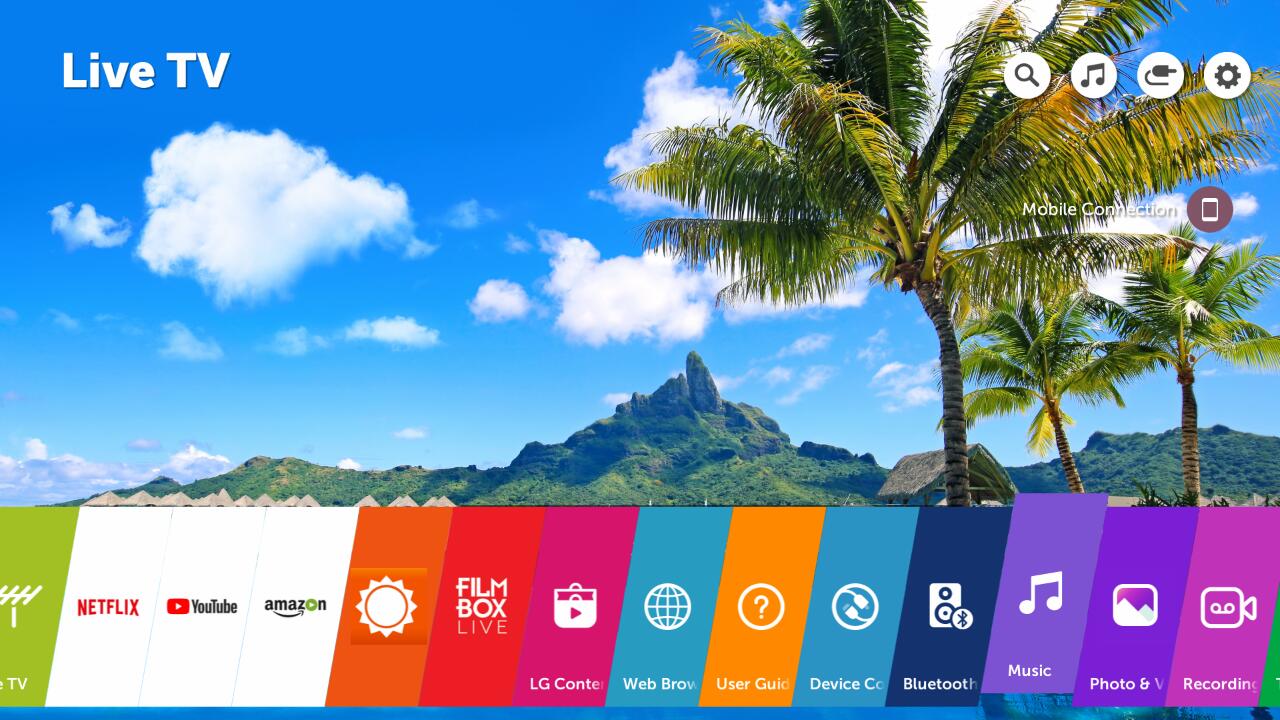 Live TV
Mobile Connection
NETFLIX
YouTube
amazon
FILM
BOX
LIVE
Music
e TV
LG Conter
Web Brow
User Guid
Device Co
Bluetooth
Photo & V
Recording